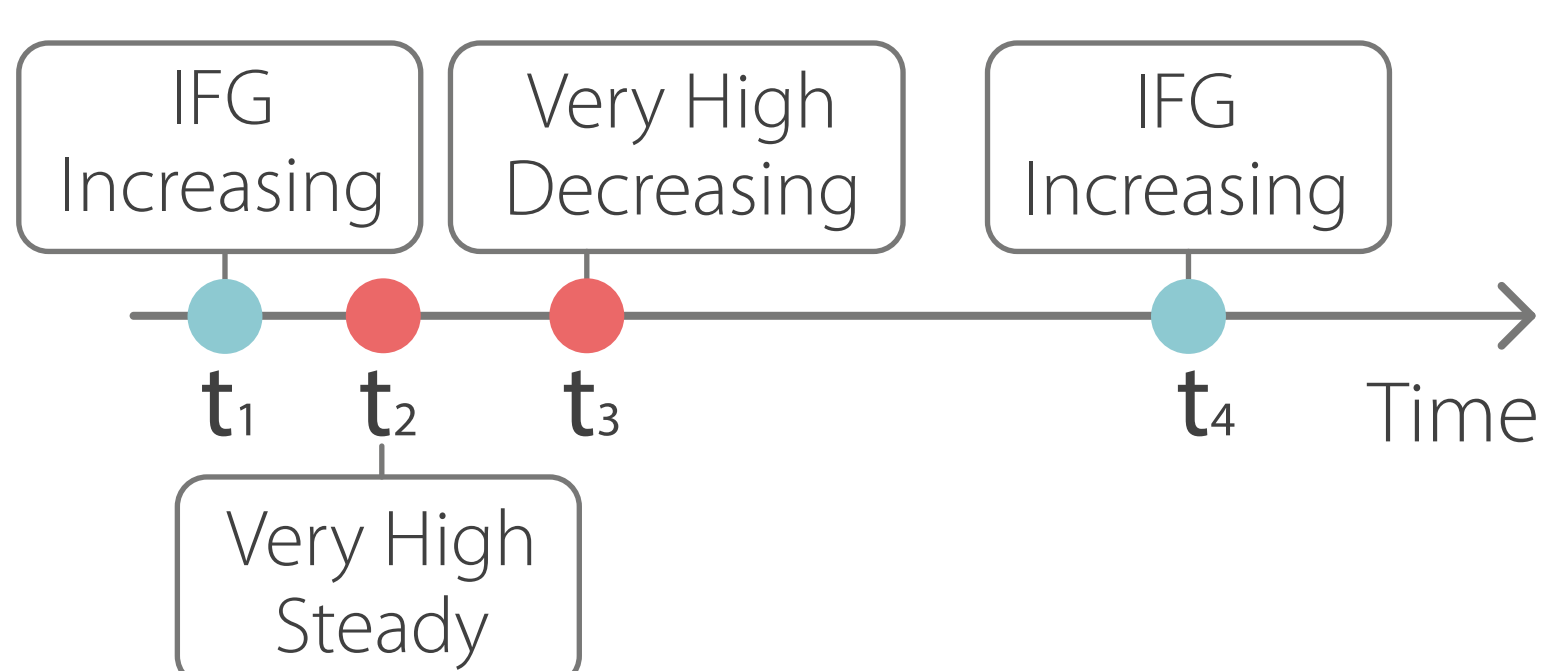 IFG
Increasing
Very High
Decreasing
IFG
Increasing
t1
t2
t3
t4
Time
Very High
Steady